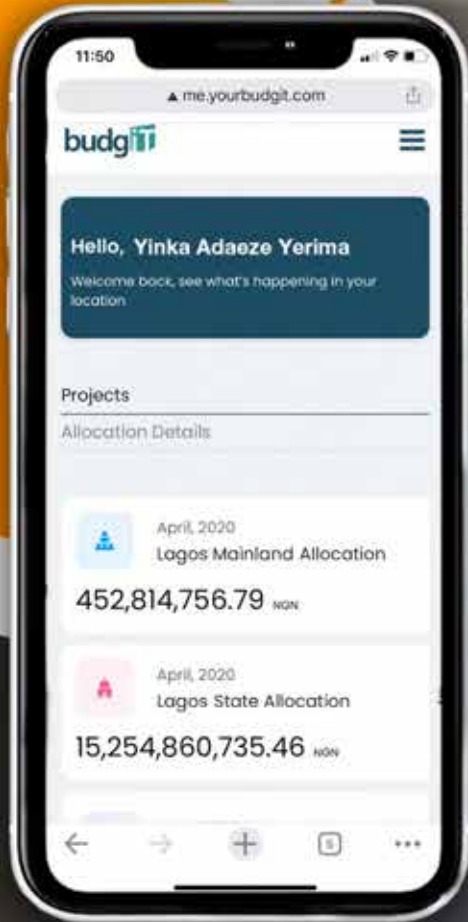 11:50
me.yourbudgit.com
budgIT
Hello, Yinka Adaeze Yerima
Welcome back, see what's happening in your
location
Projects
Allocation Details
April, 2020
Lagos Mainland Allocation
452,814,756.79 NGN
April, 2020
Lagos State Allocation
15,254,860,735.46 NGN
5